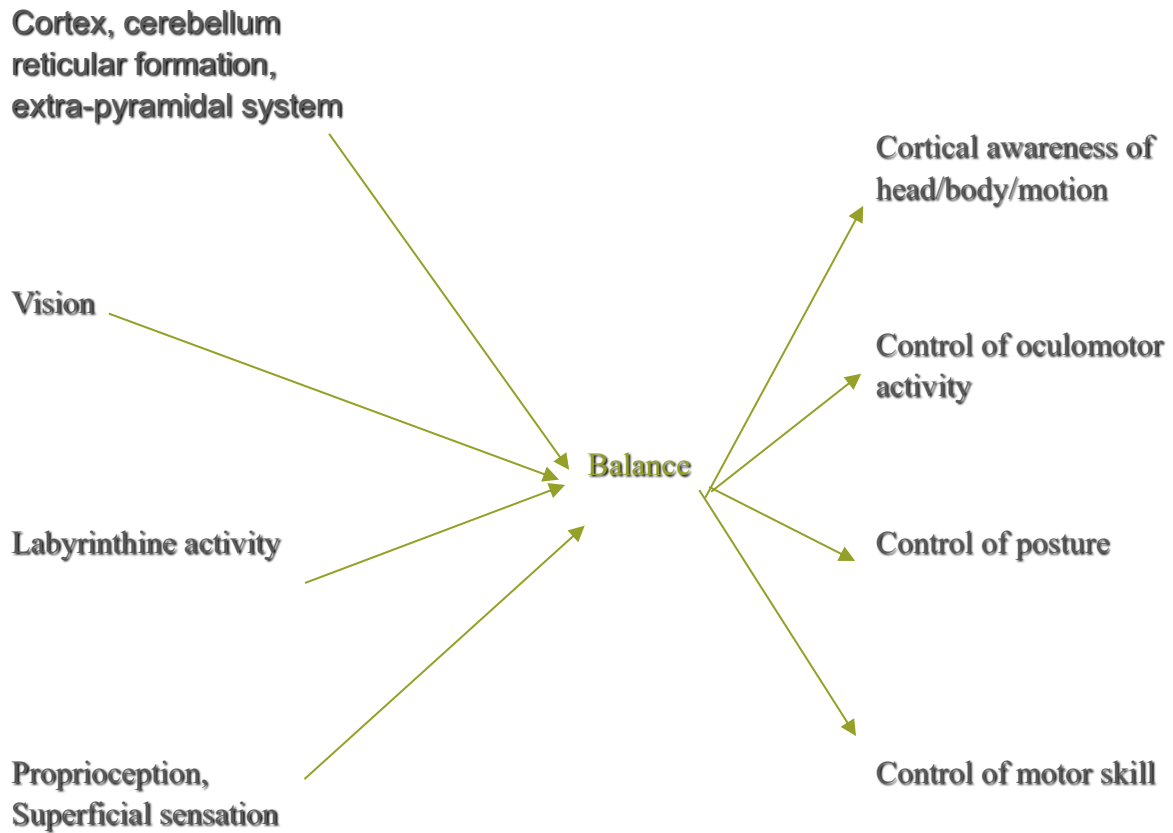 Cortex, cerebellum
reticular formation,
extra-pyramidal system
Vision
Labyrinthine activity
Proprioception,
Superficial sensation
Balance
Cortical awareness of
head/body/motion
Control of oculomotor
activity
Control of posture
Control of motor skill